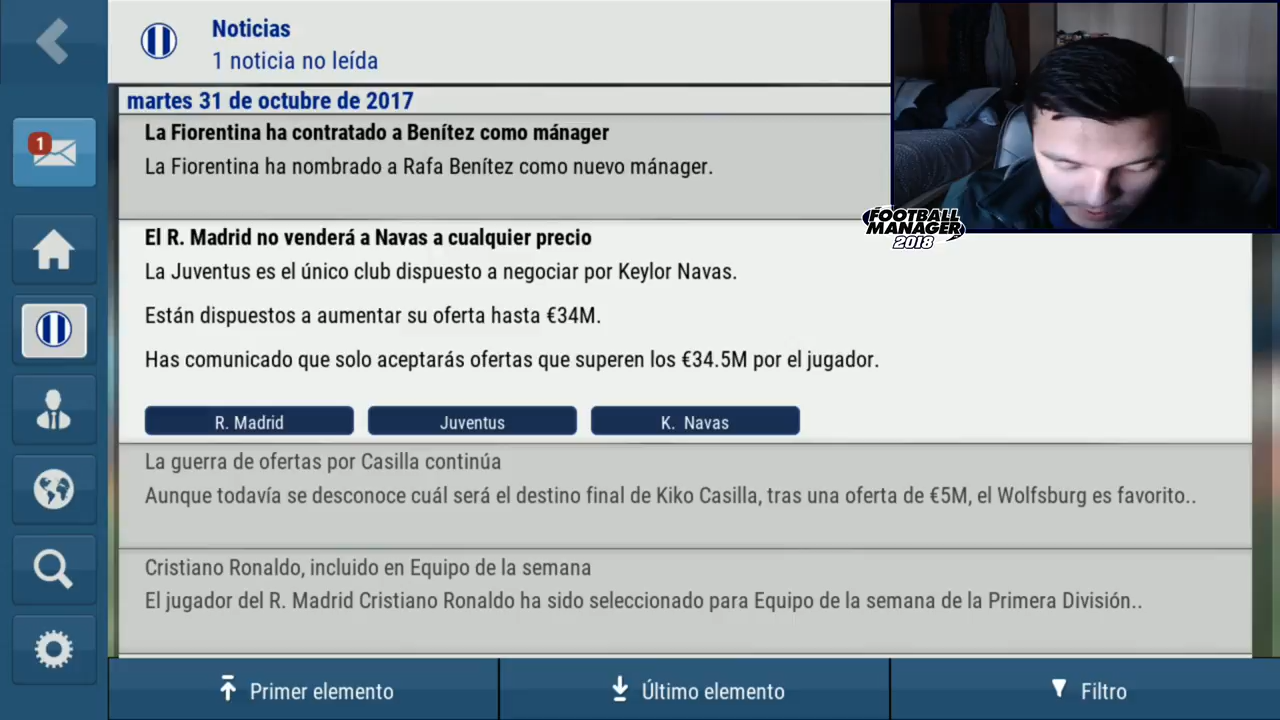 Noticias
1 noticia no leída
martes 31 de octubre de 2017
1
La Fiorentina ha contratado a Benítez como mánager
La Fiorentina ha nombrado a Rafa Benítez como nuevo mánager.
FOOTBALL
MANAGER
2018
El R. Madrid no venderá a Navas a cualquier precio
La Juventus es el único club dispuesto a negociar por Keylor Navas.
Están dispuestos a aumentar su oferta hasta €34M.
Has comunicado que solo aceptarás ofertas que superen los €34.5M por el jugador.
R. Madrid
Juventus
K. Navas
La guerra de ofertas por Casilla continúa
Aunque todavía se desconoce cuál será el destino final de Kiko Casilla, tras una oferta de €5M, el Wolfsburg es favorito..
Cristiano Ronaldo, incluido en Equipo de la semana
El jugador del R. Madrid Cristiano Ronaldo ha sido seleccionado para Equipo de la semana de la Primera División..
Primer elemento
Último elemento
Filtro